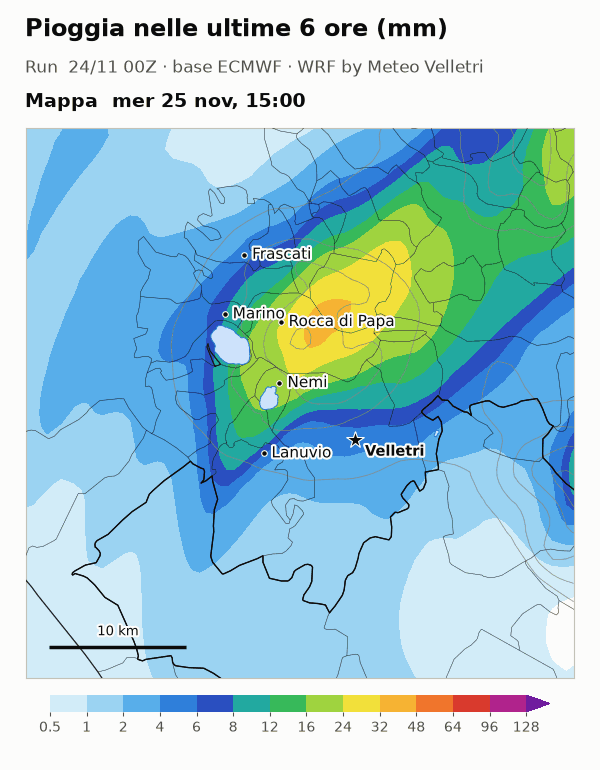 Pioggia nelle ultime 6 ore (mm)
Run  24/11 00Z · base ECMWF · WRF by Meteo Velletri
Mappa  mer 25 nov, 15:00
Frascati
Marino
Rocca di Papa
Nemi
Velletri
Lanuvio
10 km
0.5 1 2 4 6 8 12 16 24 32 48 64 96 128